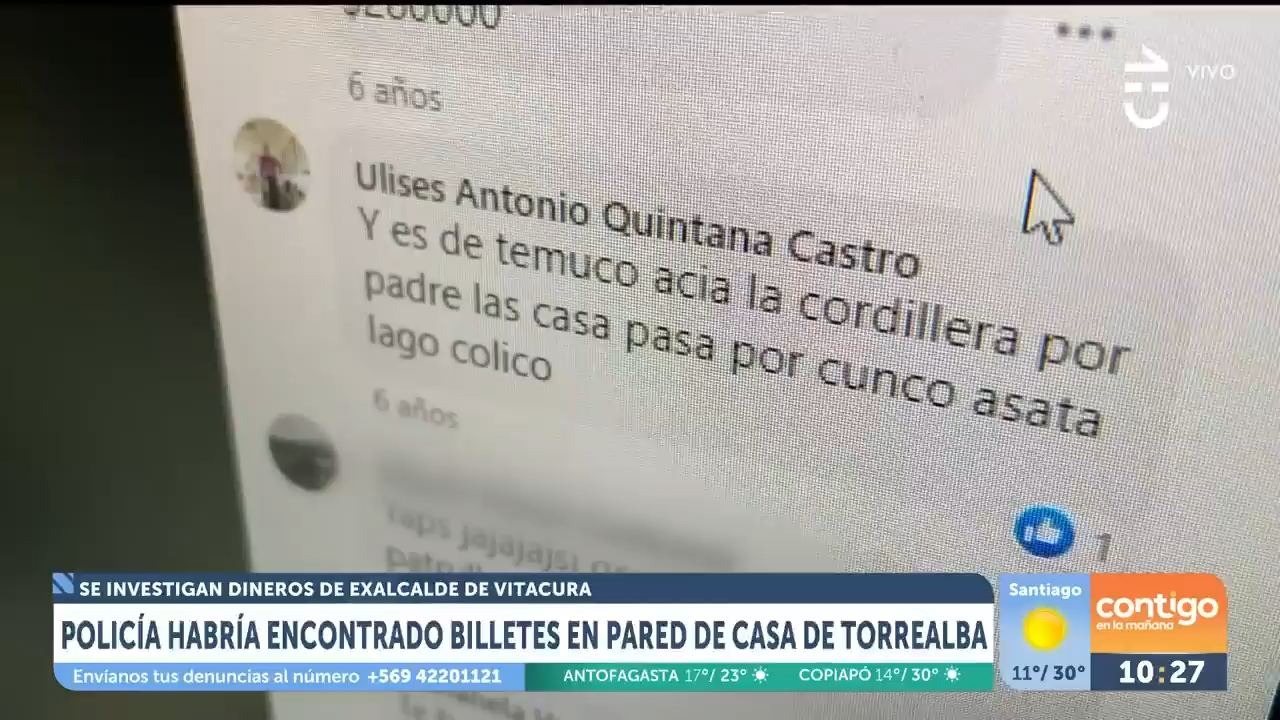 $280000
6 años
VIVO
Ulises Antonio Quintana Castro
Y es de temuco acia la cordillera por
padre las casa pasa por cunco asata
lago colico
6 años
1
SE INVESTIGAN DINEROS DE EXALCALDE DE VITACURA
POLICÍA HABRÍA ENCONTRADO BILLETES EN PARED DE CASA DE TORREALBA
Envíanos tus denuncias al número +569 42201121
ANTOFAGASTA 17°/ 23° COPIAPÓ 14°/ 30°
Santiago
11°/ 30°
contigo
en la mañana
10:27